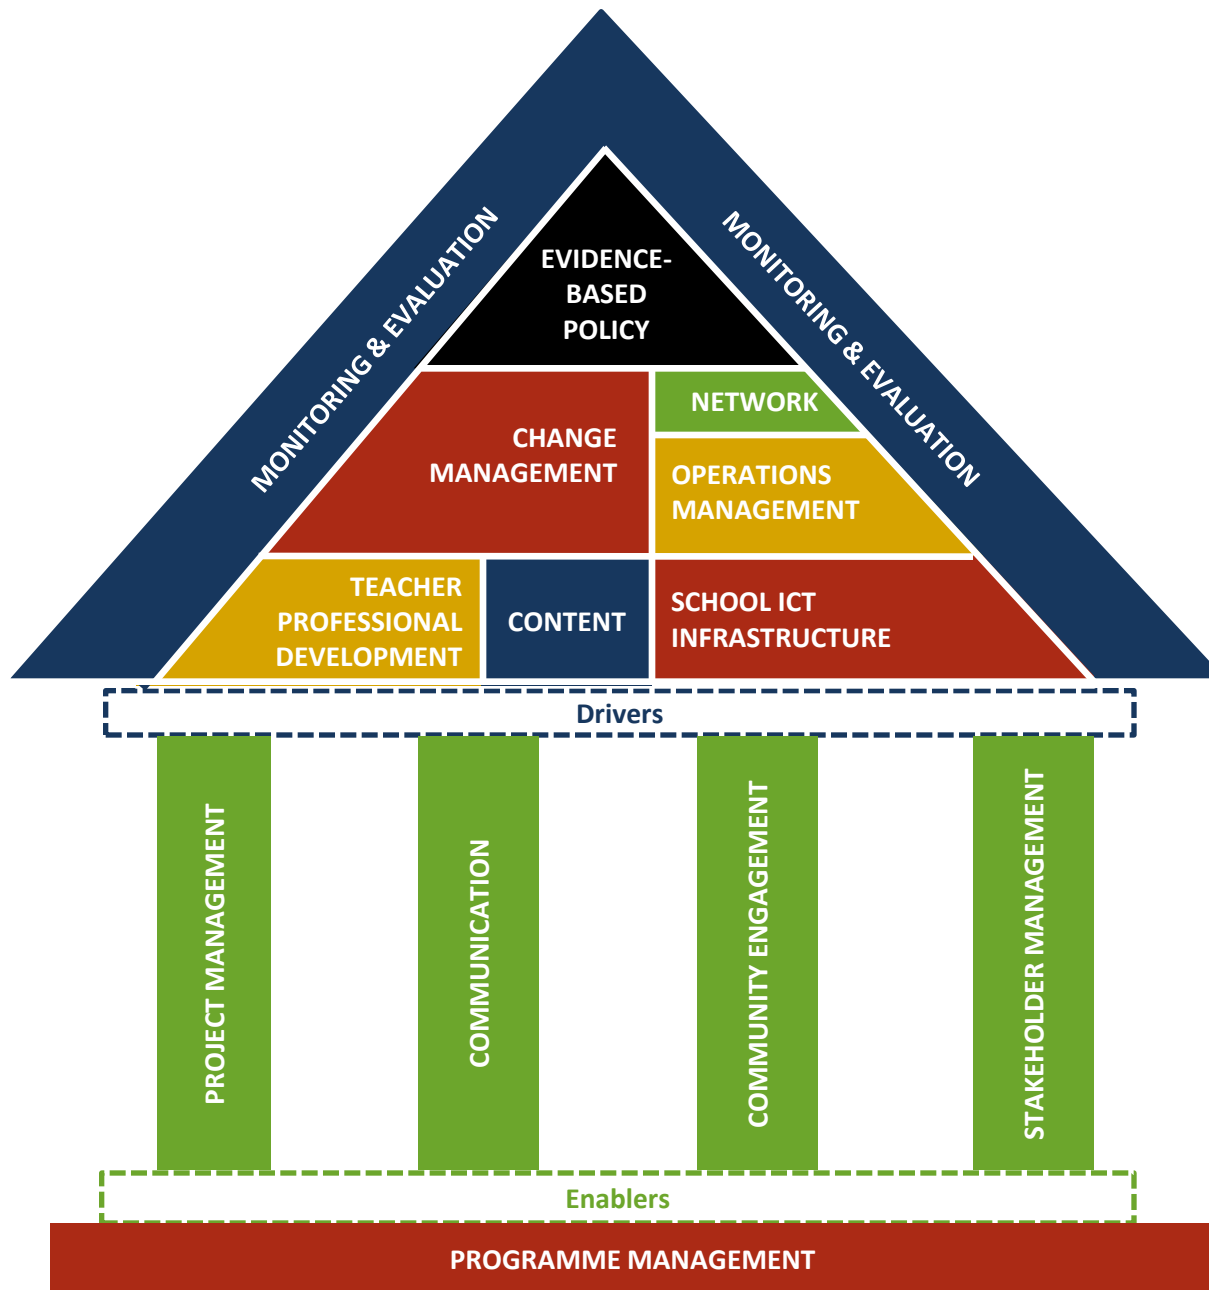 MONITORING & EVALUATION
MONITORING & EVALUATION
EVIDENCE-
BASED
POLICY
CHANGE
MANAGEMENT
NETWORK
OPERATIONS
MANAGEMENT
TEACHER
PROFESSIONAL
DEVELOPMENT
CONTENT
SCHOOL ICT
INFRASTRUCTURE
Drivers
PROJECT MANAGEMENT
COMMUNICATION
COMMUNITY ENGAGEMENT
STAKEHOLDER MANAGEMENT
Enablers
PROGRAMME MANAGEMENT